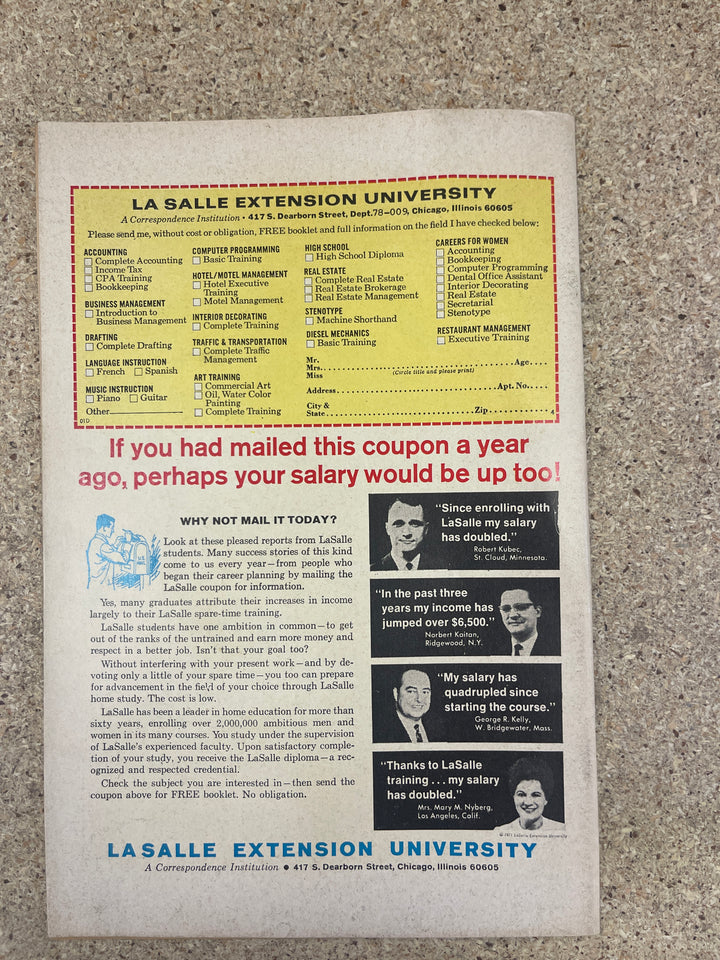 LA SALLE EXTENSION UNIVERSITY
A Correspondence Institution • 417 S. Dearborn Street, Dept. 78-009, Chicago, Illinois 60605
Please send me, without cost or obligation, FREE booklet and full information on the field I have checked below:
ACCOUNTING
Complete Accounting
Income Tax
CPA Training
Bookkeeping
BUSINESS MANAGEMENT
Introduction to
Business Management
DRAFTING
Complete Drafting
LANGUAGE INSTRUCTION
French Spanish
MUSIC INSTRUCTION
Piano Guitar
Other
01D
COMPUTER PROGRAMMING
Basic Training
HOTEL/MOTEL MANAGEMENT
Hotel Executive
Training
Motel Management
INTERIOR DECORATING
Complete Training
TRAFFIC & TRANSPORTATION
Complete Traffic
Management
ART TRAINING
Commercial Art
Oil, Water Color
Painting
Complete Training
HIGH SCHOOL
High School Diploma
REAL ESTATE
Complete Real Estate
Real Estate Brokerage
Real Estate Management
STENOTYPE
Machine Shorthand
DIESEL MECHANICS
Basic Training
CAREERS FOR WOMEN
Accounting
Bookkeeping
Computer Programming
Dental Office Assistant
Interior Decorating
Real Estate
Secretarial
Stenotype
RESTAURANT MANAGEMENT
Executive Training
Mr.
Mrs. Age
Miss (Circle title and please print)
Address Apt. No.
City &
State Zip 4
If you had mailed this coupon a year
ago, perhaps your salary would be up too!
WHY NOT MAIL IT TODAY?
Look at these pleased reports from LaSalle
students. Many success stories of this kind
come to us every year—from people who
began their career planning by mailing the
LaSalle coupon for information.
Yes, many graduates attribute their increases in income
largely to their LaSalle spare-time training.
LaSalle students have one ambition in common—to get
out of the ranks of the untrained and earn more money and
respect in a better job. Isn't that your goal too?
Without interfering with your present work—and by de-
voting only a little of your spare time—you too can prepare
for advancement in the field of your choice through LaSalle
home study. The cost is low.
LaSalle has been a leader in home education for more than
sixty years, enrolling over 2,000,000 ambitious men and
women in its many courses. You study under the supervision
of LaSalle's experienced faculty. Upon satisfactory comple-
tion of your study, you receive the LaSalle diploma—a rec-
ognized and respected credential.
Check the subject you are interested in—then send the
coupon above for FREE booklet. No obligation.
"Since enrolling with
LaSalle my salary
has doubled."
Robert Kubec,
St. Cloud, Minnesota.
"In the past three
years my income has
jumped over $6,500."
Norbert Kaitan,
Ridgewood, N.Y.
"My salary has
quadrupled since
starting the course."
George R. Kelly,
W. Bridgewater, Mass.
"Thanks to LaSalle
training . . . my salary
has doubled."
Mrs. Mary M. Nyberg,
Los Angeles, Calif.
© 1971 LaSalle Extension University
LASALLE EXTENSION UNIVERSITY
A Correspondence Institution • 417 S. Dearborn Street, Chicago, Illinois 60605